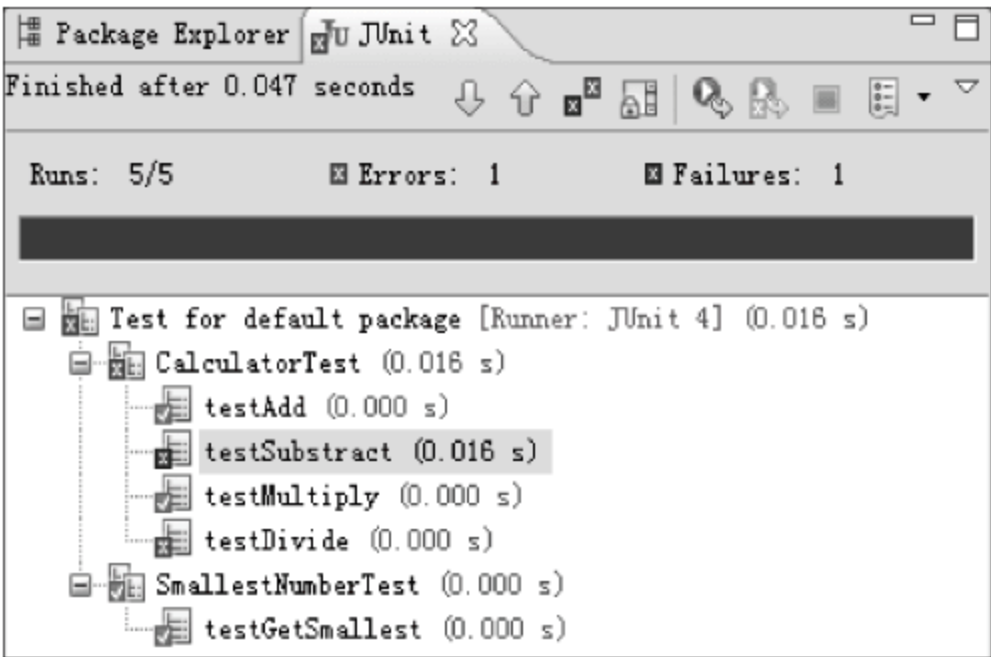 Package Explorer JUnit
Finished after 0.047 seconds
Runs: 5/5 Errors: 1 Failures: 1
Test for default package [Runner: JUnit 4] (0.016 s)
CalculatorTest (0.016 s)
testAdd (0.000 s)
testSubstract (0.016 s)
testMultiply (0.000 s)
testDivide (0.000 s)
SmallestNumberTest (0.000 s)
testGetSmallest (0.000 s)